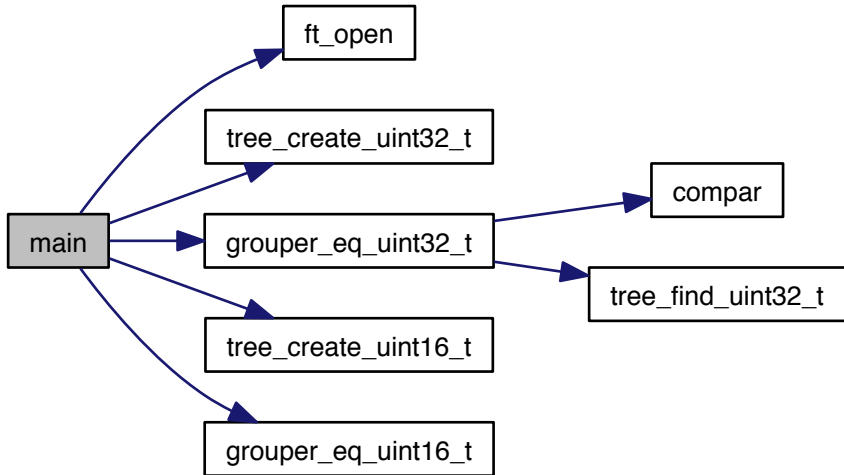 ft_open
tree_create_uint32_t
compar
main
grouper_eq_uint32_t
tree_find_uint32_t
tree_create_uint16_t
grouper_eq_uint16_t